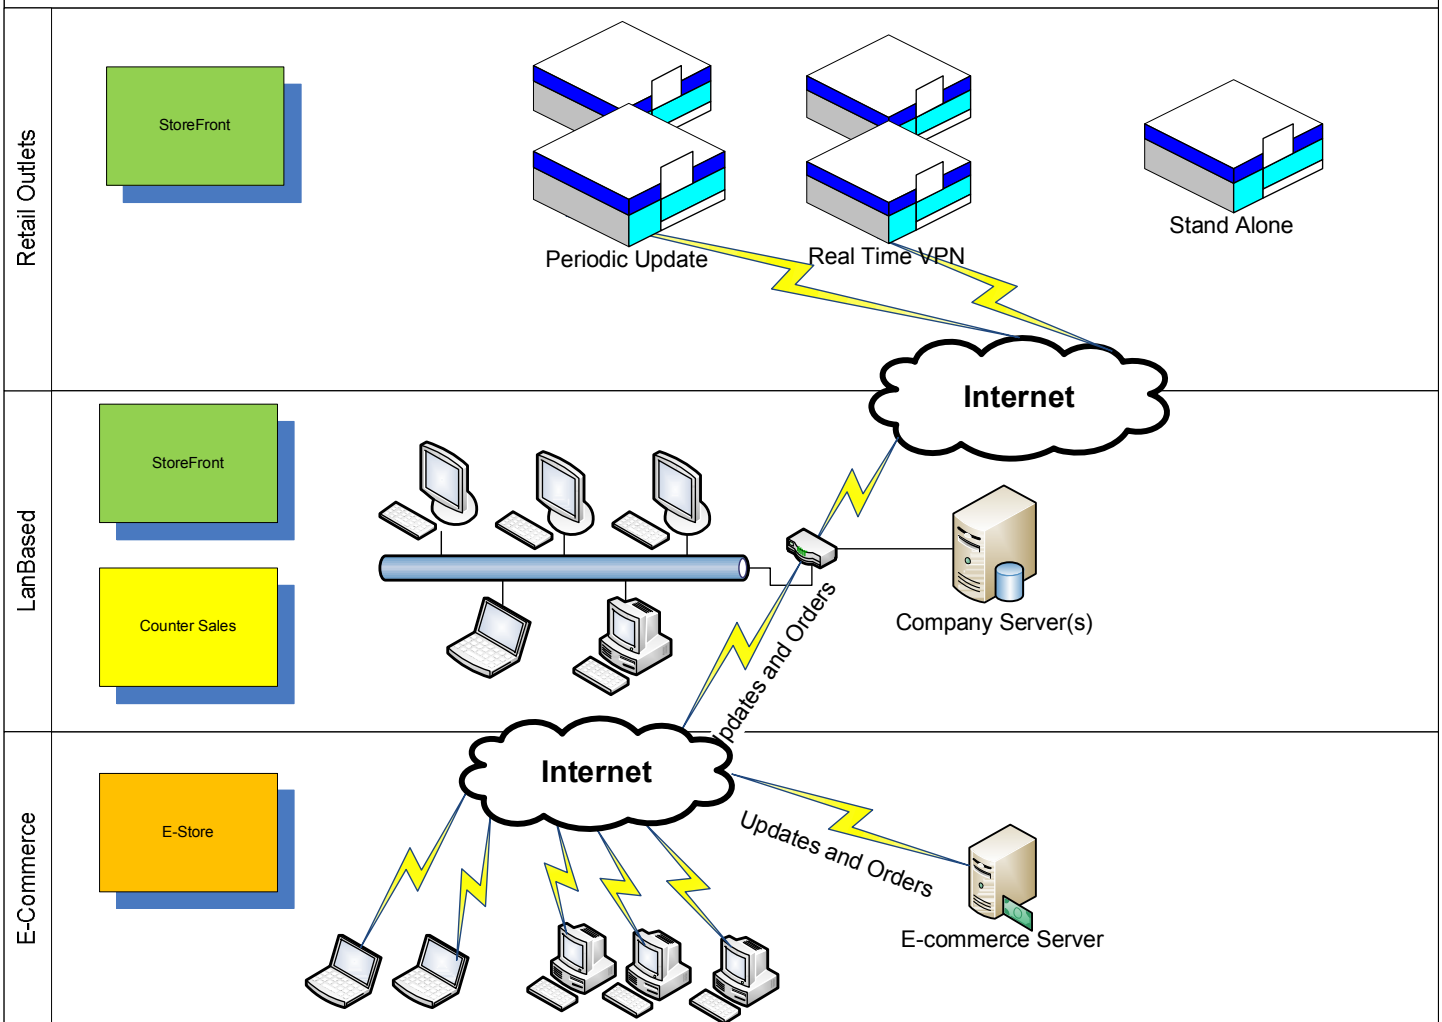 Retail Outlets
StoreFront
Periodic Update
Real Time VPN
Stand Alone
Internet
LanBased
StoreFront
Counter Sales
Company Server(s)
Updates and Orders
Internet
E-Commerce
E-Store
Updates and Orders
E-commerce Server